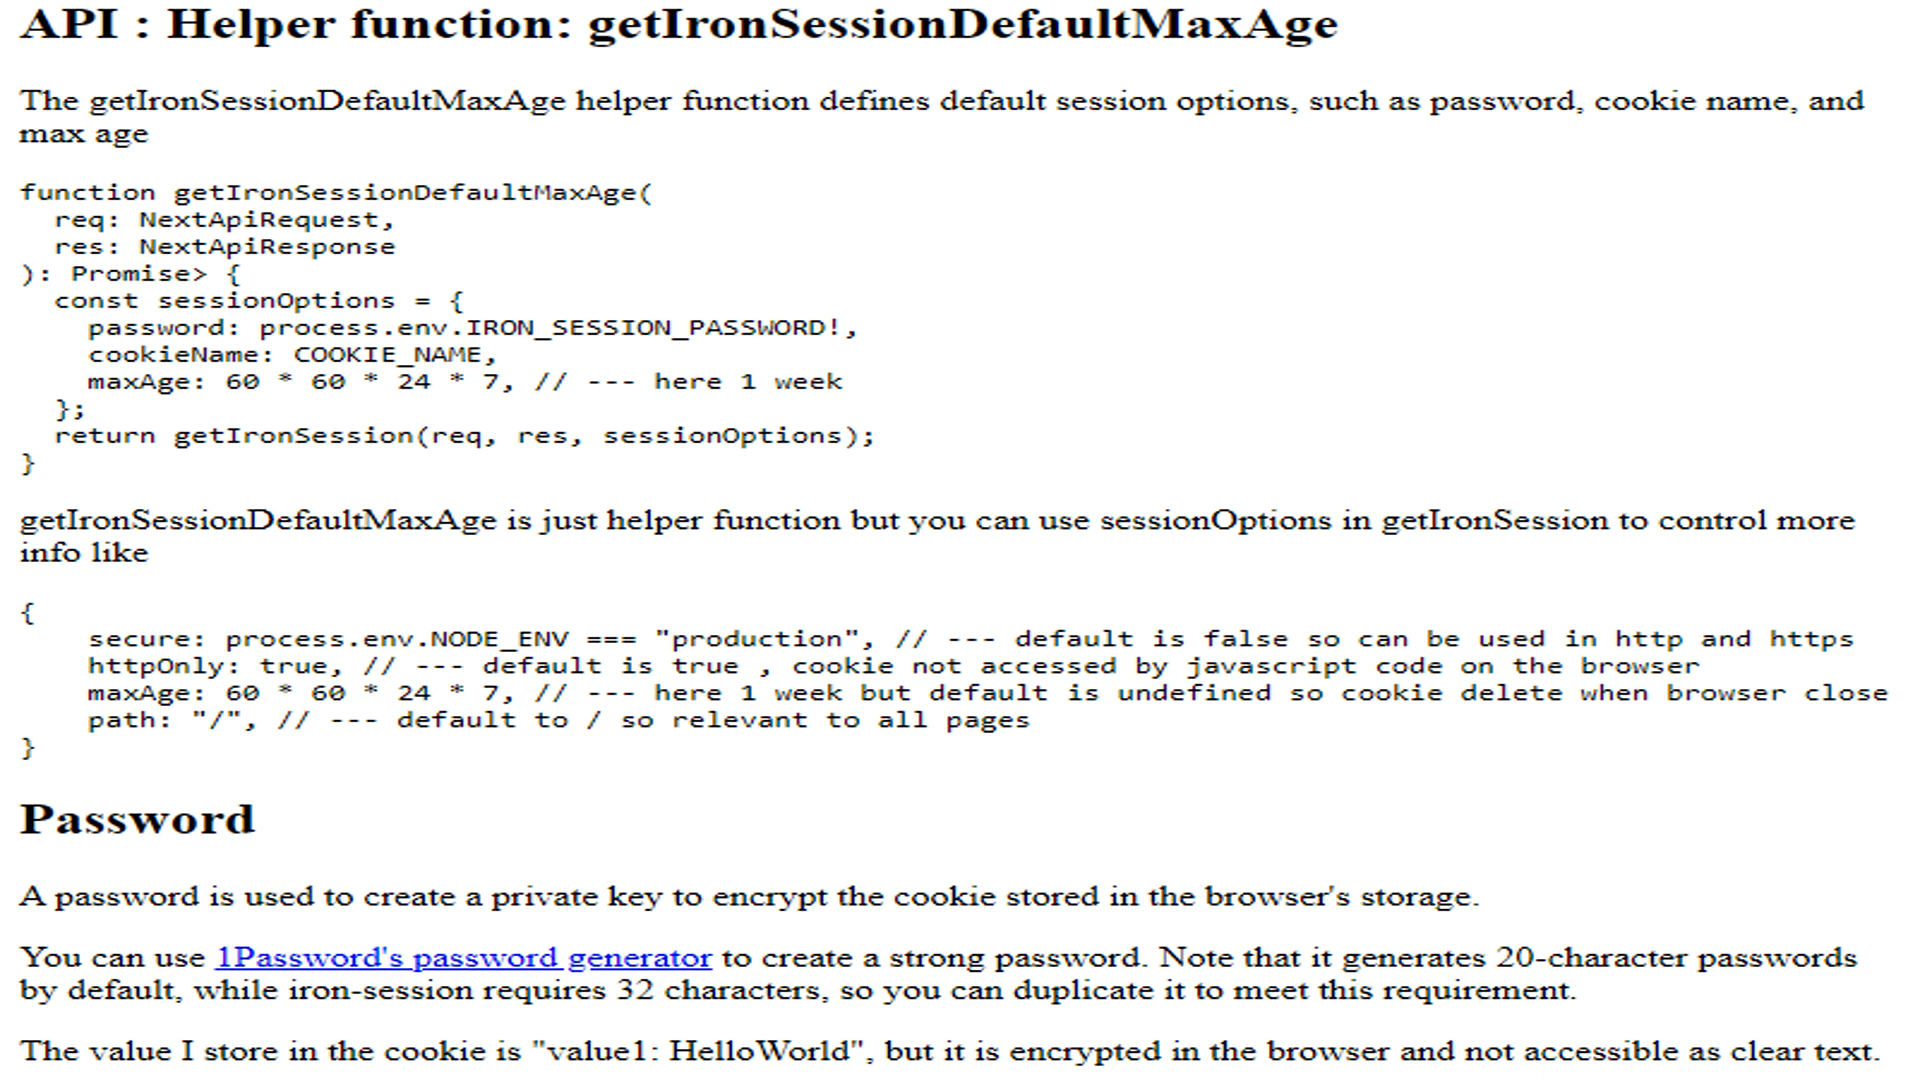 API : Helper function: getIronSessionDefaultMaxAge
The getIronSessionDefaultMaxAge helper function defines default session options, such as password, cookie name, and
max age
function getIronSessionDefaultMaxAge(
  req: NextApiRequest,
  res: NextApiResponse
): Promise> {
  const sessionOptions = {
    password: process.env.IRON_SESSION_PASSWORD!,
    cookieName: COOKIE_NAME,
    maxAge: 60 * 60 * 24 * 7, // --- here 1 week
  };
  return getIronSession(req, res, sessionOptions);
}
getIronSessionDefaultMaxAge is just helper function but you can use sessionOptions in getIronSession to control more
info like
{
    secure: process.env.NODE_ENV === "production", // --- default is false so can be used in http and https
    httpOnly: true, // --- default is true , cookie not accessed by javascript code on the browser
    maxAge: 60 * 60 * 24 * 7, // --- here 1 week but default is undefined so cookie delete when browser close
    path: "/", // --- default to / so relevant to all pages
}
Password
A password is used to create a private key to encrypt the cookie stored in the browser's storage.
You can use 1Password's password generator to create a strong password. Note that it generates 20-character passwords
by default, while iron-session requires 32 characters, so you can duplicate it to meet this requirement.
The value I store in the cookie is "value1: HelloWorld", but it is encrypted in the browser and not accessible as clear text.